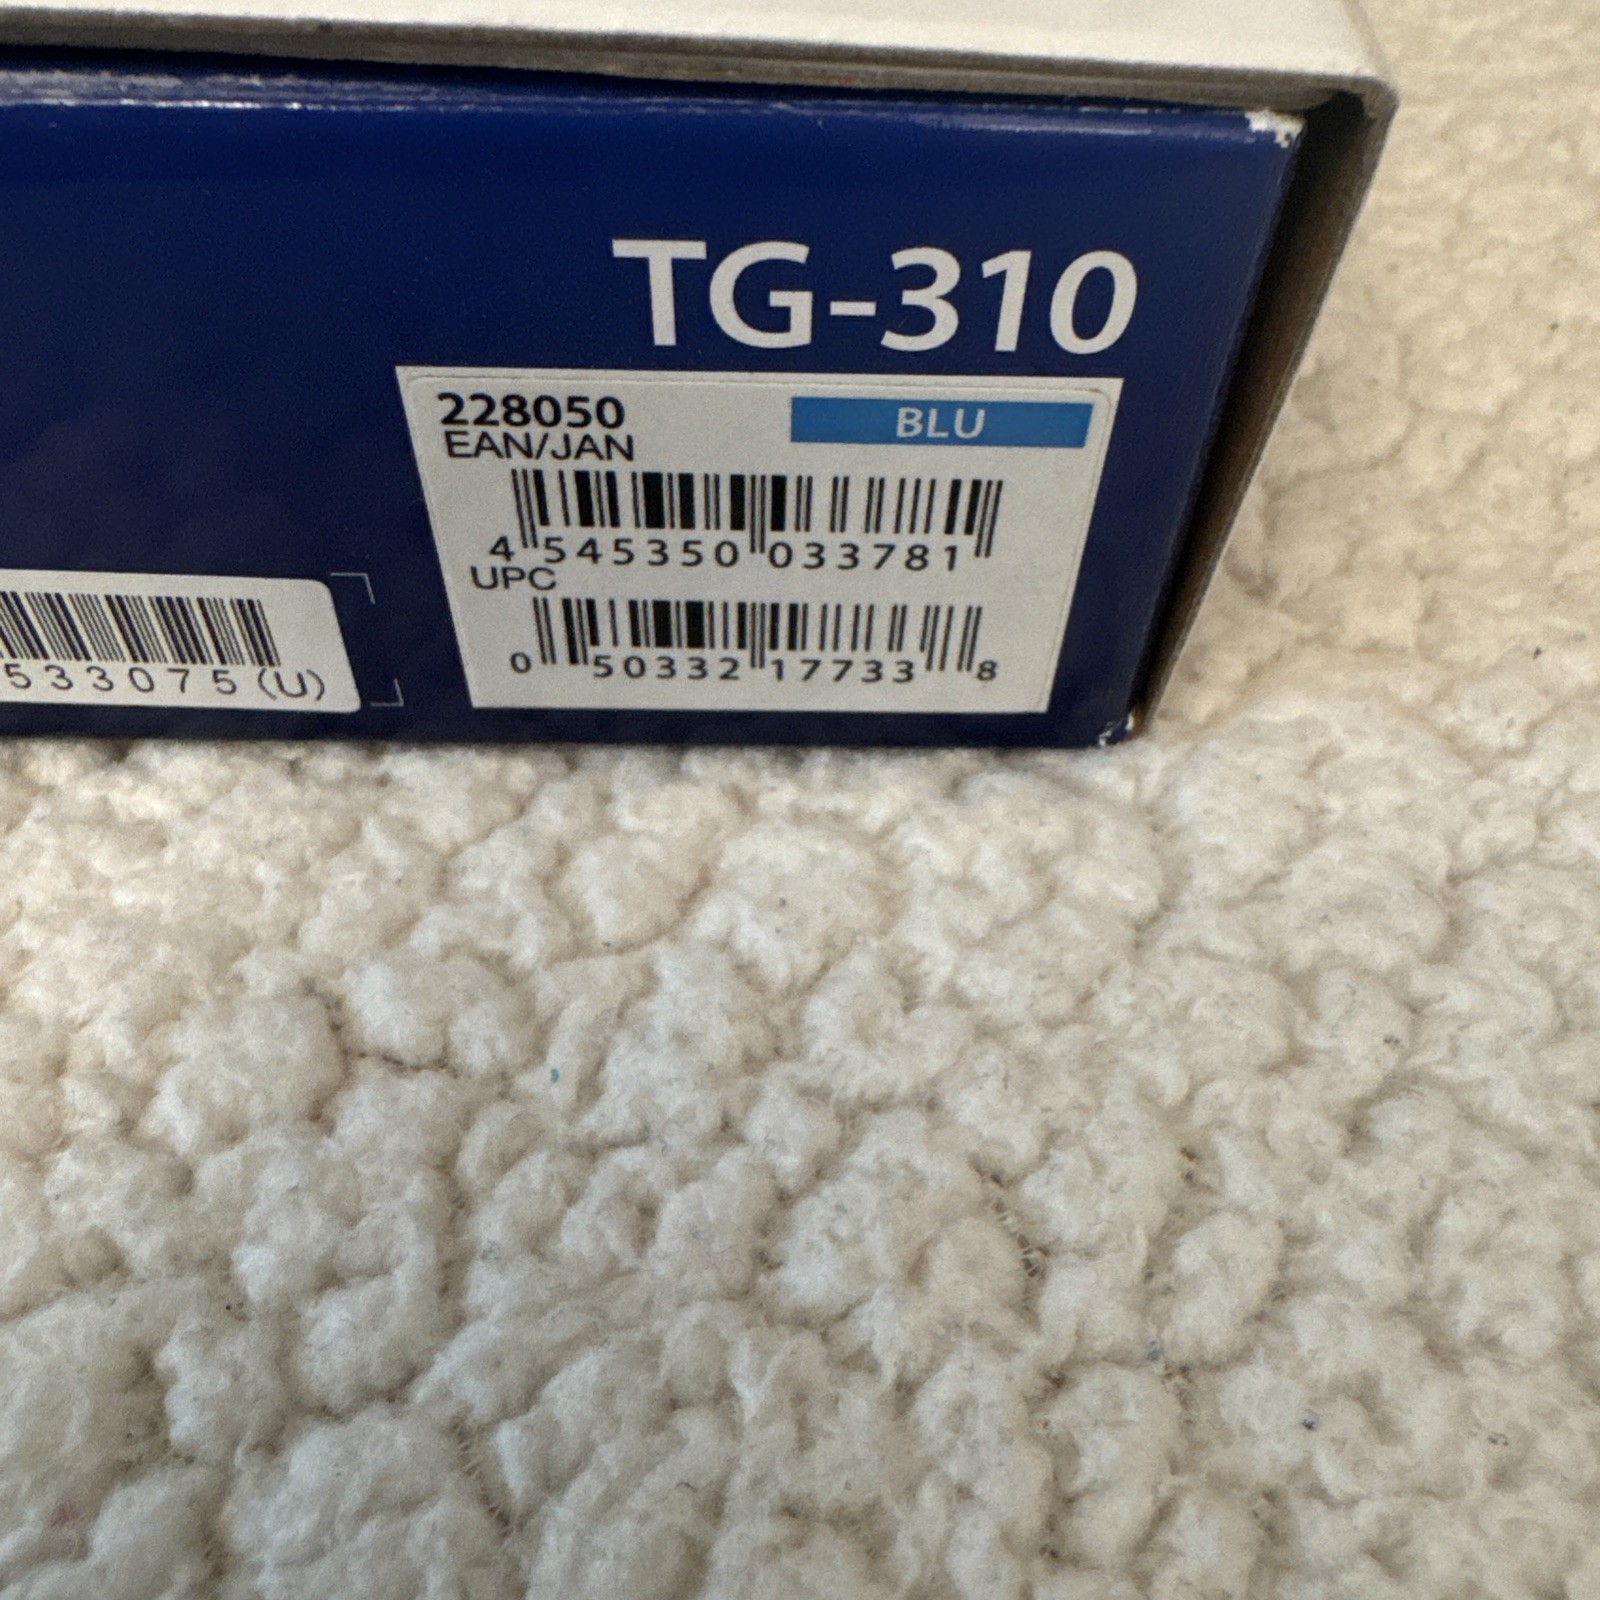 TG-310
228050
BLU
EAN/JAN
4 545350 033781
UPC
0 50332 17733 8
533075(U)